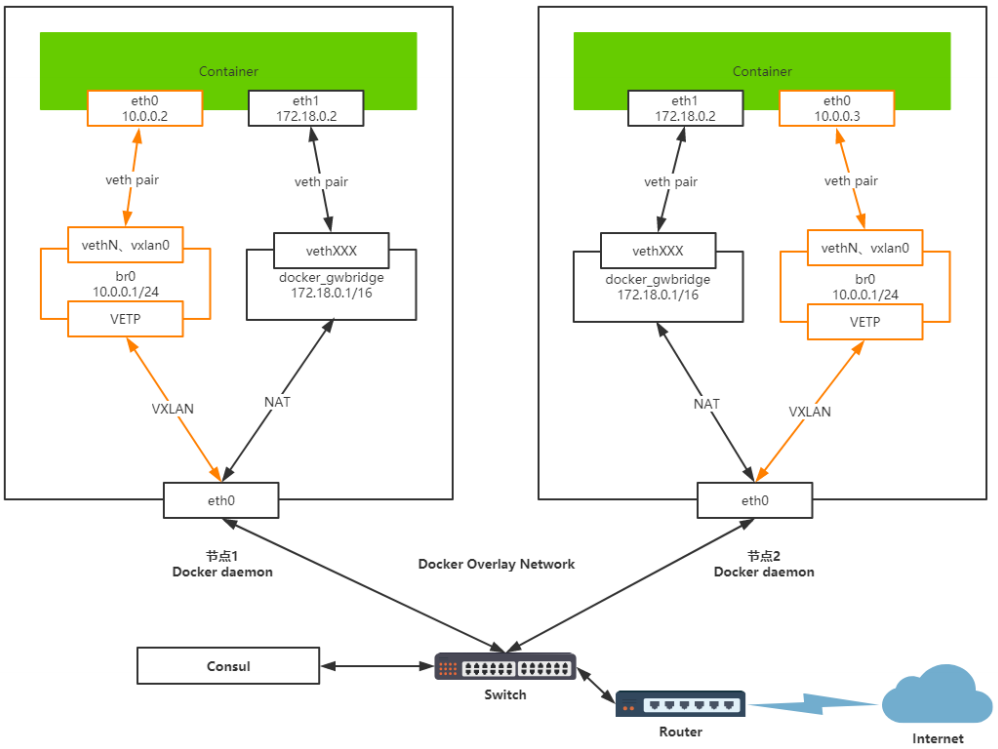 Container
eth0
10.0.0.2
eth1
172.18.0.2
veth pair
veth pair
vethN、vxlan0
br0
10.0.0.1/24
VETP
vethXXX
docker_gwbridge
172.18.0.1/16
VXLAN
NAT
eth0
节点1
Docker daemon
Container
eth1
172.18.0.2
eth0
10.0.0.3
veth pair
veth pair
vethXXX
docker_gwbridge
172.18.0.1/16
vethN、vxlan0
br0
10.0.0.1/24
VETP
NAT
VXLAN
eth0
节点2
Docker daemon
Docker Overlay Network
Consul
Switch
Router
Internet